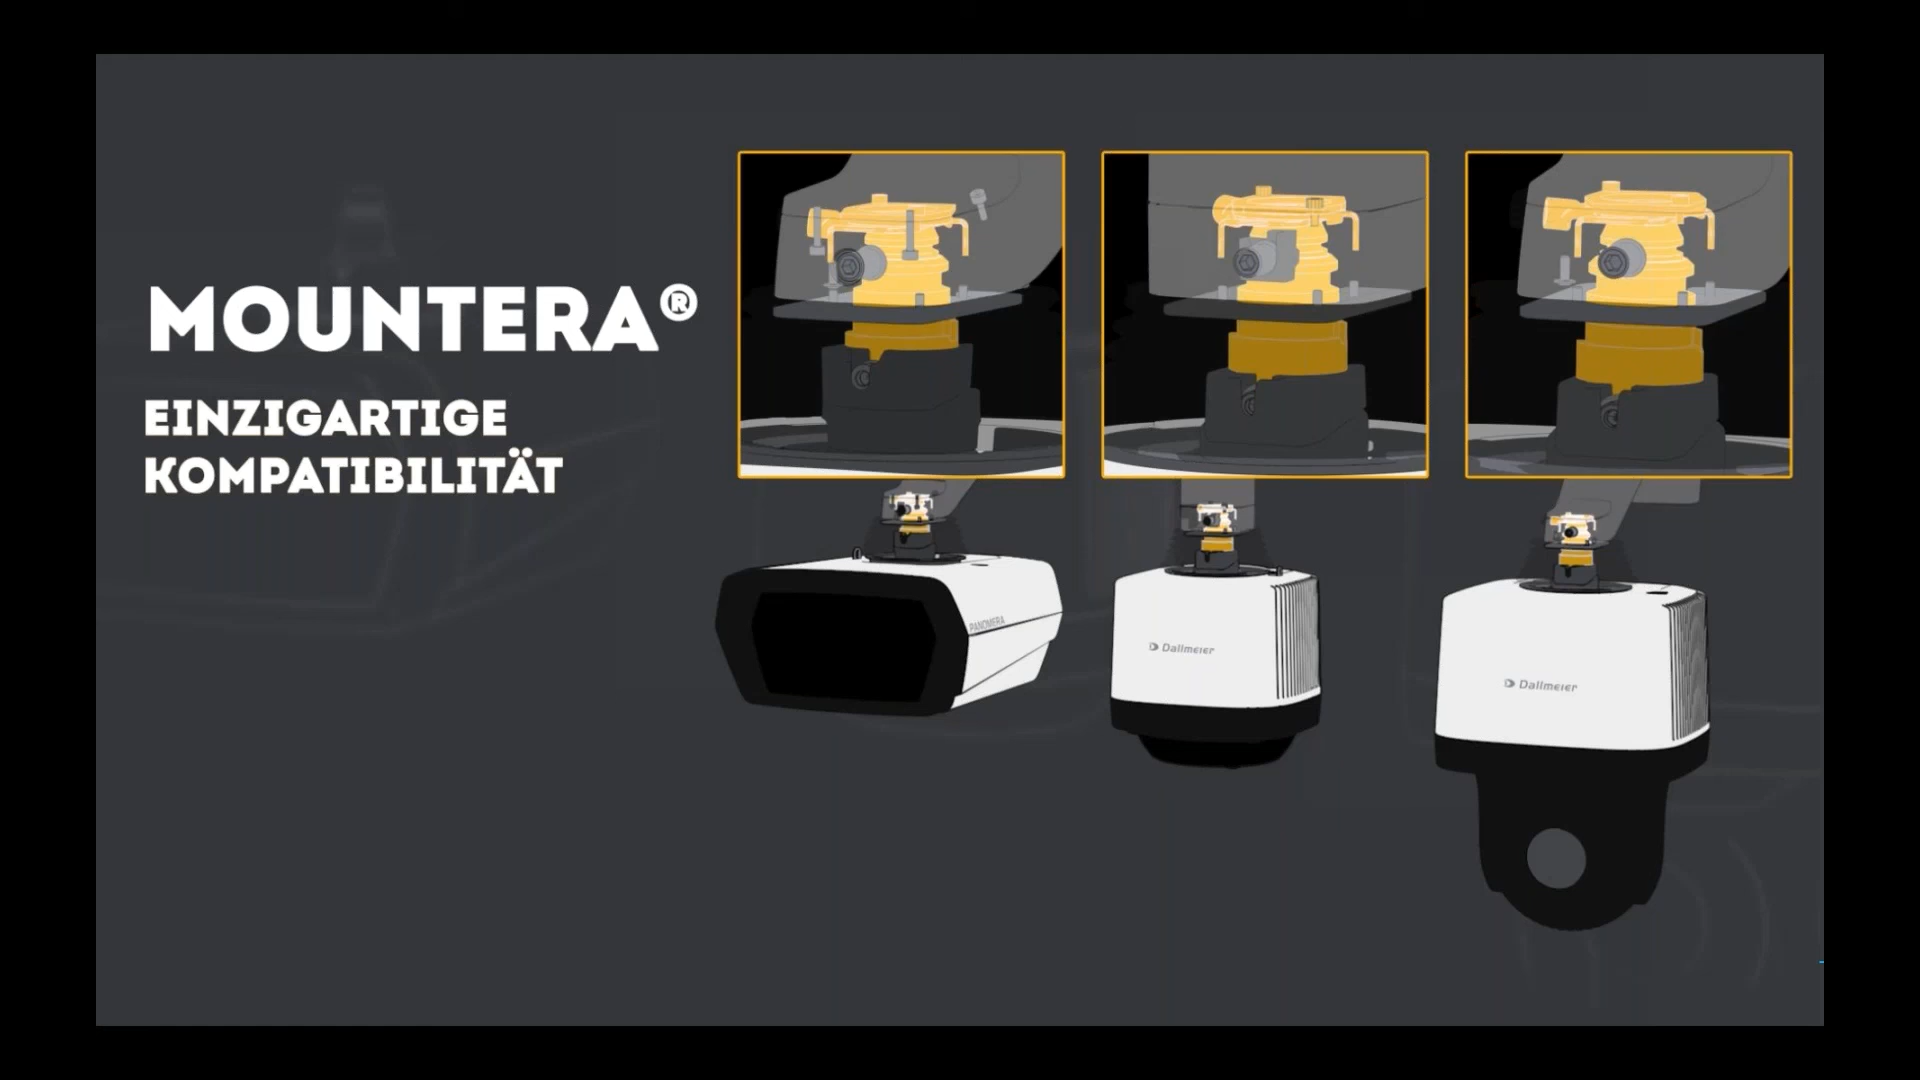 MOUNTERA®
EINZIGARTIGE
KOMPATIBILITÄT
PANOMERA
Dallmeier
Dallmeier